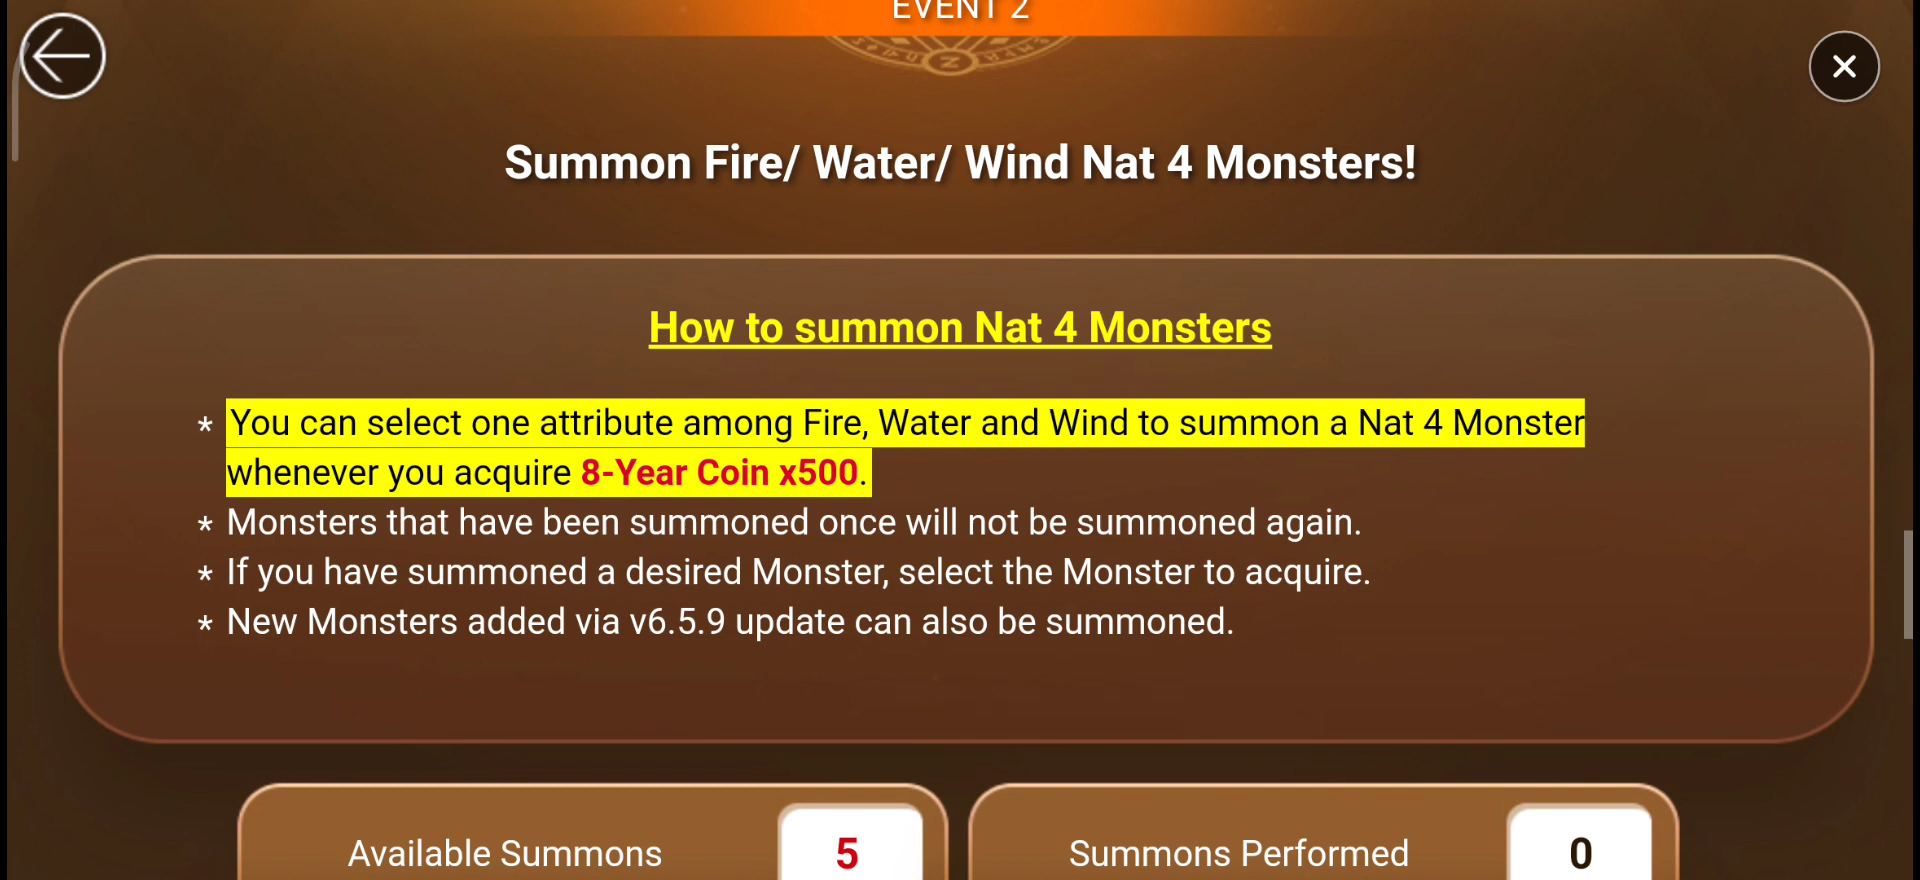 EVENT 2
Summon Fire/ Water/ Wind Nat 4 Monsters!
How to summon Nat 4 Monsters
* You can select one attribute among Fire, Water and Wind to summon a Nat 4 Monster
whenever you acquire 8-Year Coin x500.
* Monsters that have been summoned once will not be summoned again.
* If you have summoned a desired Monster, select the Monster to acquire.
* New Monsters added via v6.5.9 update can also be summoned.
Available Summons 5
Summons Performed 0